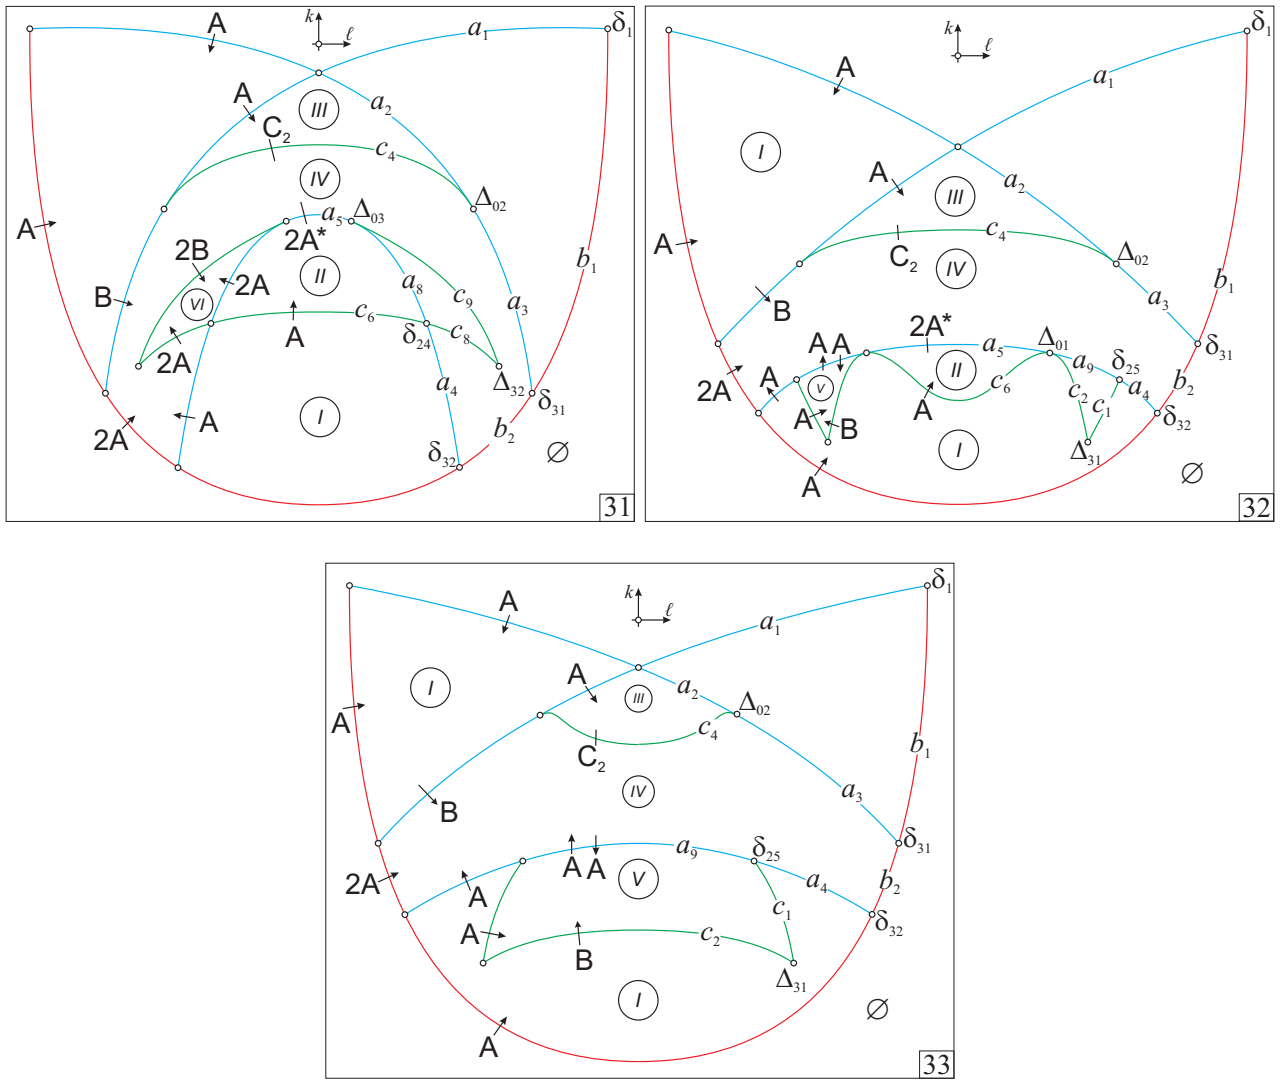 A k ℓ a₁ δ₁
A III a₂
C₂ c₄
IV Δ₀₂
a₅ Δ₀₃
A 2B 2A* b₁
2A II a₈ c₉ a₃
B VI
c₆ δ₂₄ c₈
2A A Δ₃₂
a₄ δ₃₁
2A A I b₂
δ₃₂ ∅
31
k ℓ δ₁
A a₁
I
A III a₂
A C₂ c₄ Δ₀₂
IV b₁
B 2A* a₃
A A a₅ Δ₀₁ δ₃₁
2A A V II a₉ δ₂₅ b₂
c₆ c₂ c₁ a₄
A B A δ₃₂
I Δ₃₁
A ∅
32
k ℓ δ₁
A a₁
A III a₂
I Δ₀₂
A C₂ c₄ b₁
IV a₃
B
δ₃₁
A A a₉ δ₂₅
2A A V a₄ b₂
c₁ δ₃₂
A B c₂
Δ₃₁
I ∅
A
33